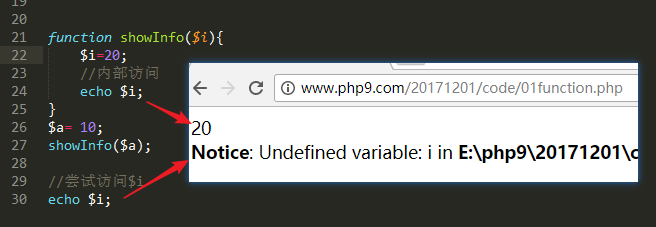 19
20
21 function showInfo($i){
22 $i=20;
23 //内部访问
24 echo $i;
25 }
26 $a= 10;
27 showInfo($a);
28
29 //尝试访问$i
30 echo $i;
www.php9.com/20171201/code/01function.php
20
Notice: Undefined variable: i in E:\php9\20171201\c